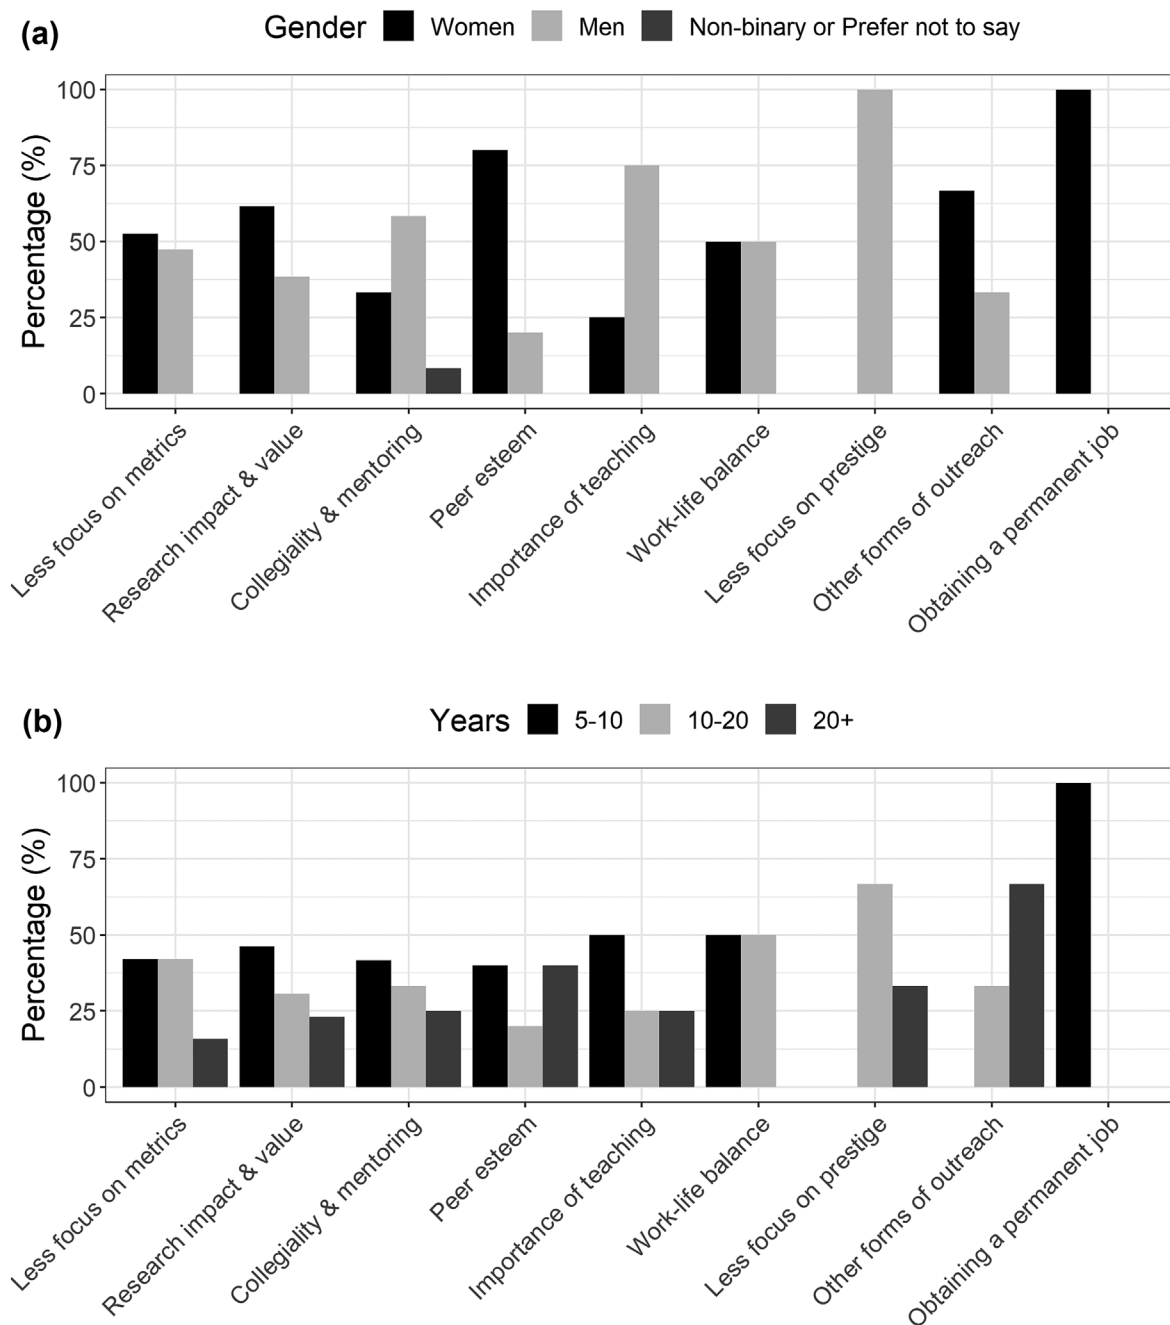 (a)
Gender Women Men Non-binary or Prefer not to say
Percentage (%)
100
75
50
25
0
Less focus on metrics
Research impact & value
Collegiality & mentoring
Peer esteem
Importance of teaching
Work-life balance
Less focus on prestige
Other forms of outreach
Obtaining a permanent job
(b)
Years 5-10 10-20 20+
Percentage (%)
100
75
50
25
0
Less focus on metrics
Research impact & value
Collegiality & mentoring
Peer esteem
Importance of teaching
Work-life balance
Less focus on prestige
Other forms of outreach
Obtaining a permanent job